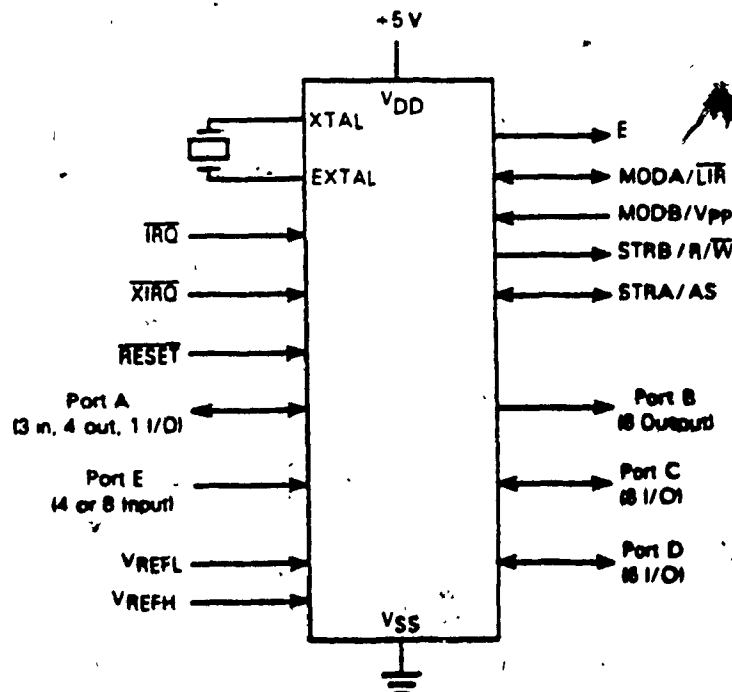 +5 V
VDD
XTAL
EXTAL
IRQ
XIRQ
RESET
Port A
(3 in, 4 out, 1 I/O)
Port E
(4 or 8 Input)
VREFL
VREFH
VSS
E
MODA/LIR
MODB/Vpp
STRB/R/W
STRA/AS
Port B
(8 Output)
Port C
(8 I/O)
Port D
(6 I/O)